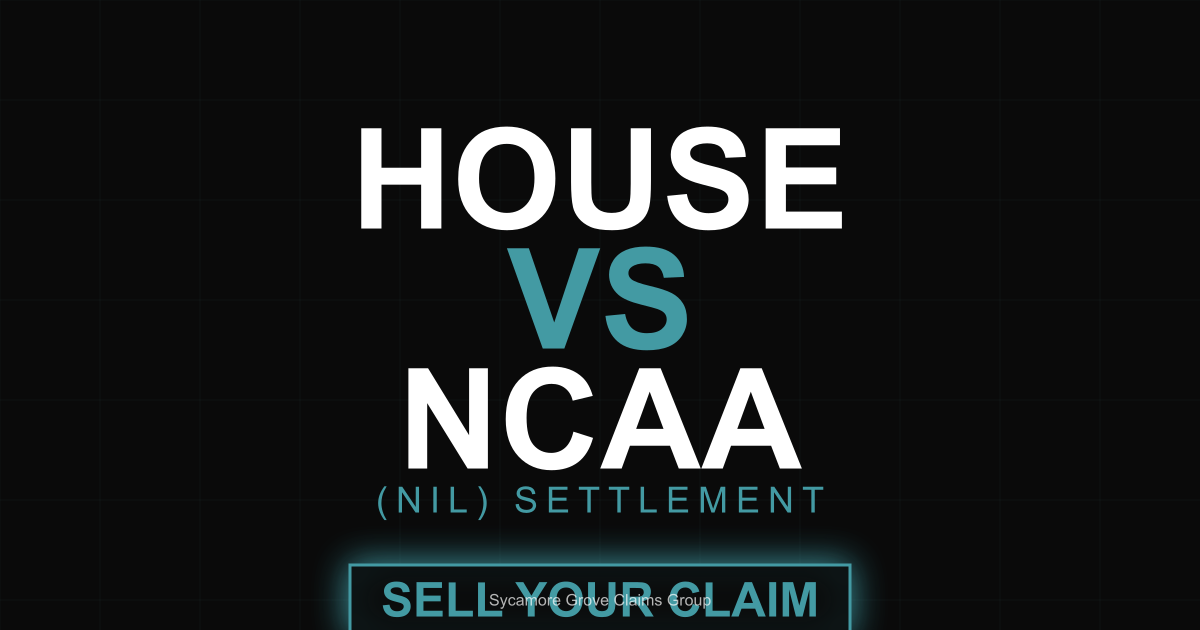 HOUSE
VS
NCAA
(NIL) SETTLEMENT
SELL YOUR CLAIM
Sycamore Grove Claims Group